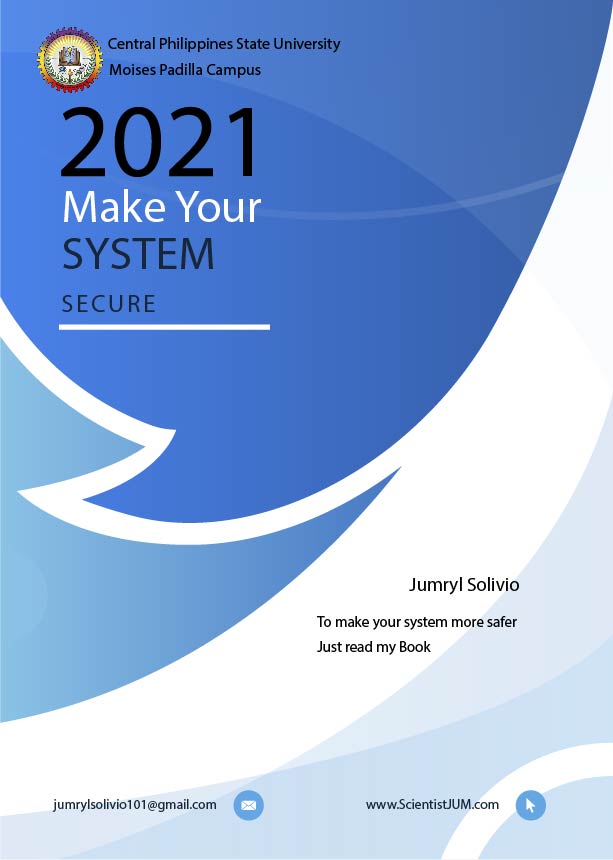 Central Philippines State University
Moises Padilla Campus
2021
Make Your
SYSTEM
SECURE
Jumryl Solivio
To make your system more safer
Just read my Book
jumrylsolivio101@gmail.com
www.ScientistJUM.com